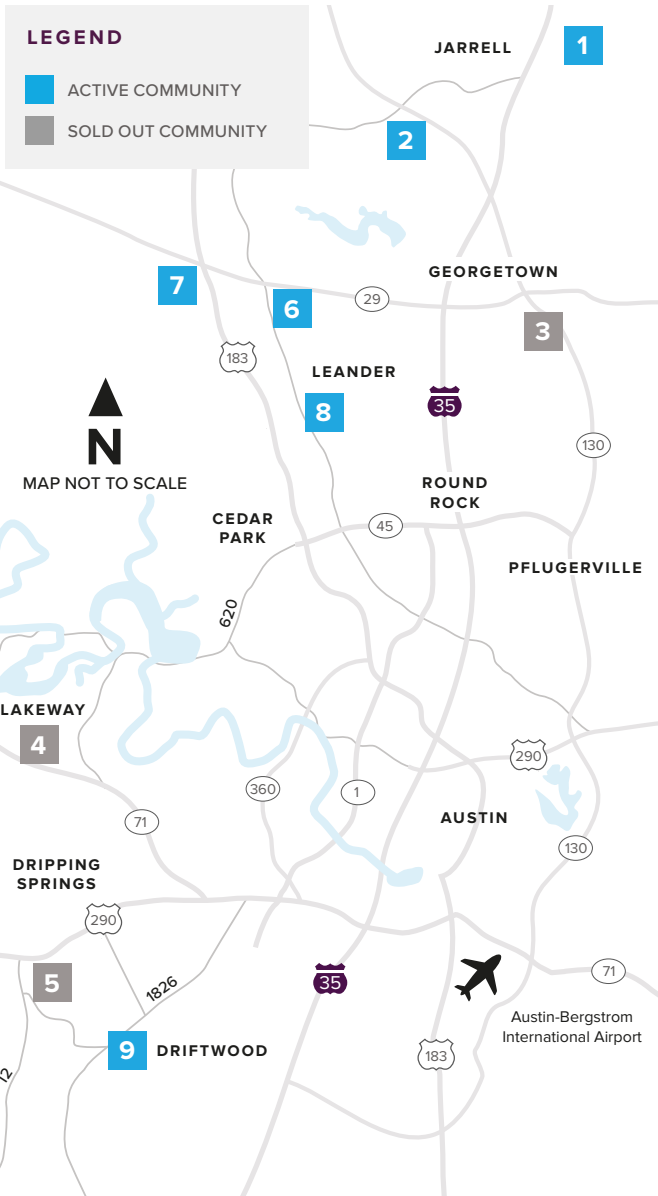 LEGEND
ACTIVE COMMUNITY
SOLD OUT COMMUNITY
JARRELL
1
2
GEORGETOWN
7
6
29
3
183
LEANDER
8
35
N
MAP NOT TO SCALE
130
ROUND
ROCK
CEDAR
PARK
45
PFLUGERVILLE
620
LAKEWAY
4
290
360
1
71
AUSTIN
130
DRIPPING
SPRINGS
290
5
1826
35
71
Austin-Bergstrom
International Airport
9
DRIFTWOOD
183
12